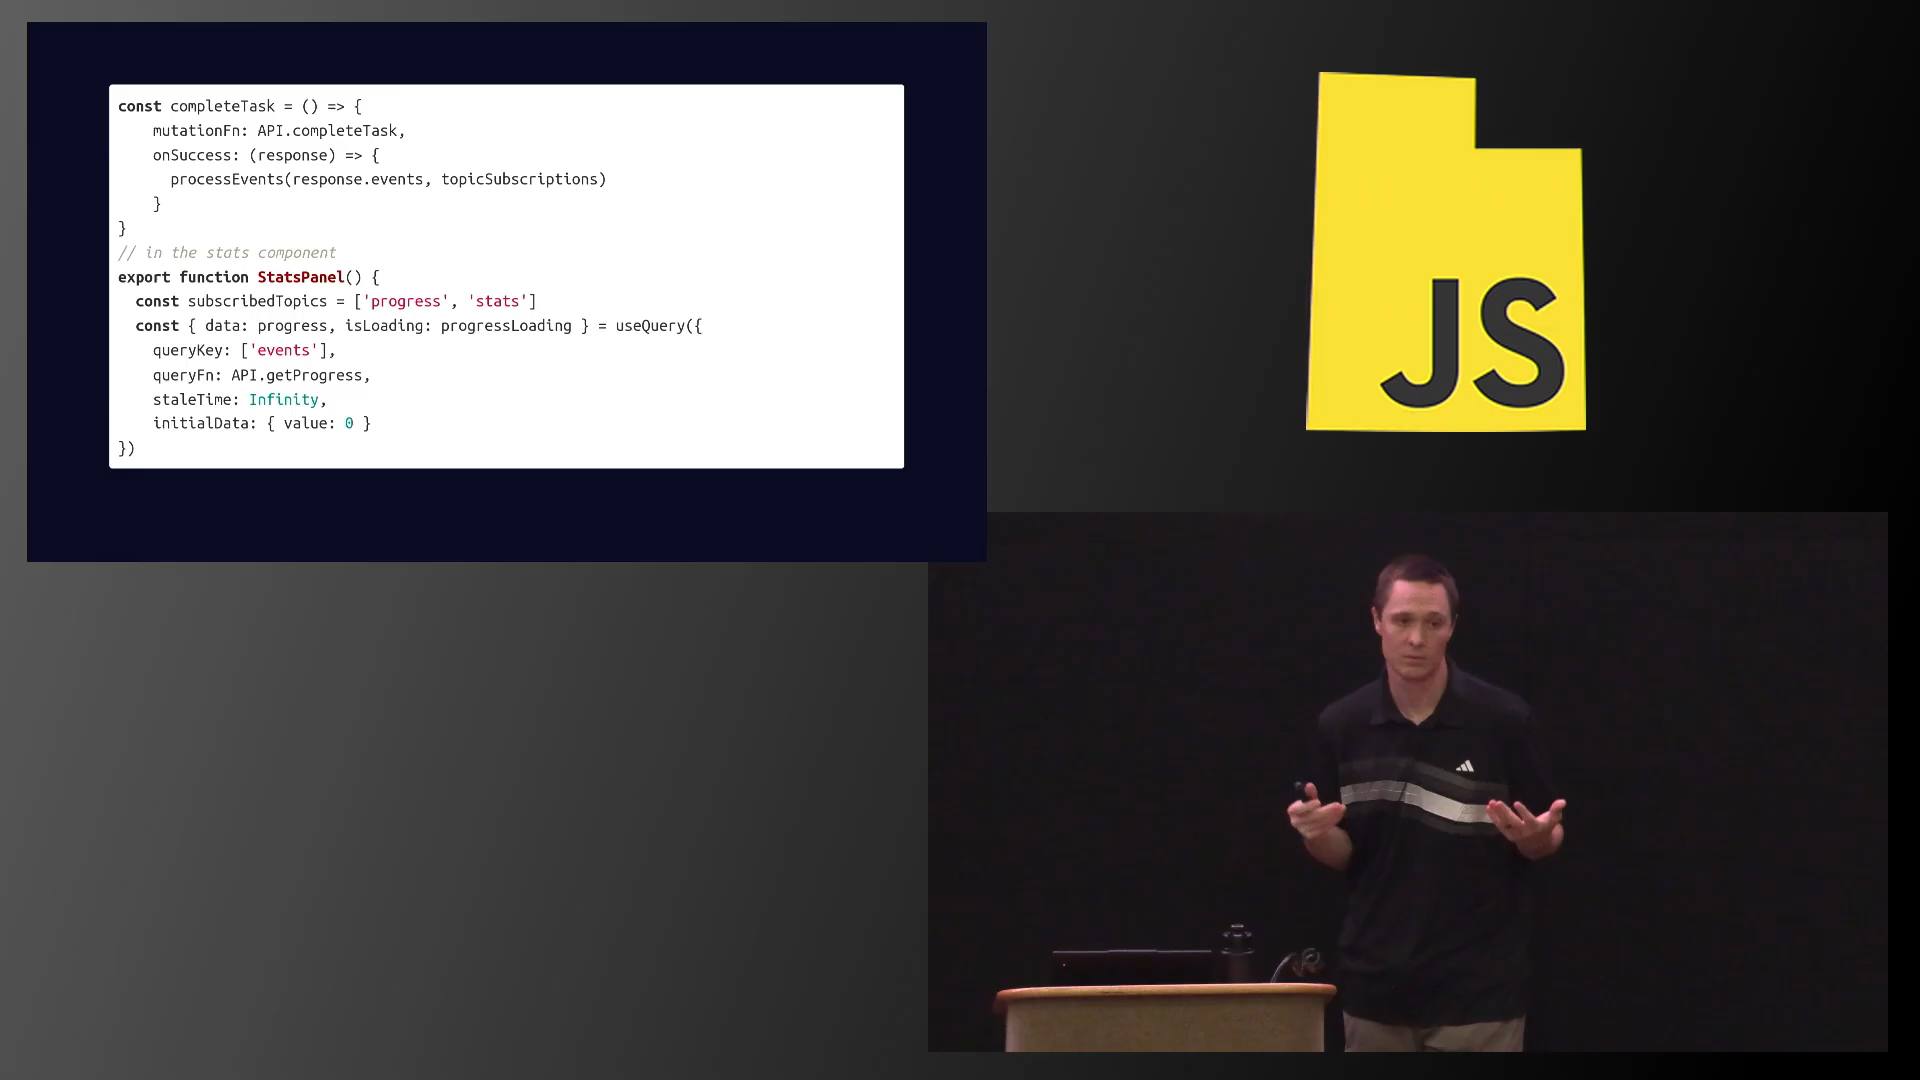 const completeTask = () => {
    mutationFn: API.completeTask,
    onSuccess: (response) => {
      processEvents(response.events, topicSubscriptions)
    }
}
// in the stats component
export function StatsPanel() {
  const subscribedTopics = ['progress', 'stats']
  const { data: progress, isLoading: progressLoading } = useQuery({
    queryKey: ['events'],
    queryFn: API.getProgress,
    staleTime: Infinity,
    initialData: { value: 0 }
})
JS